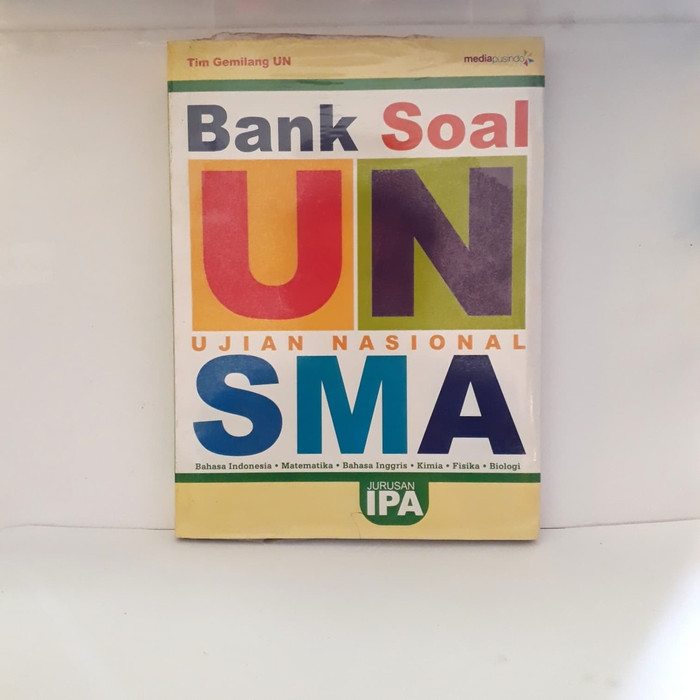 Tim Gemilang UN
mediapusindo
Bank Soal
UN
UJIAN NASIONAL
SMA
Bahasa Indonesia • Matematika • Bahasa Inggris • Kimia • Fisika • Biologi
JURUSAN
IPA